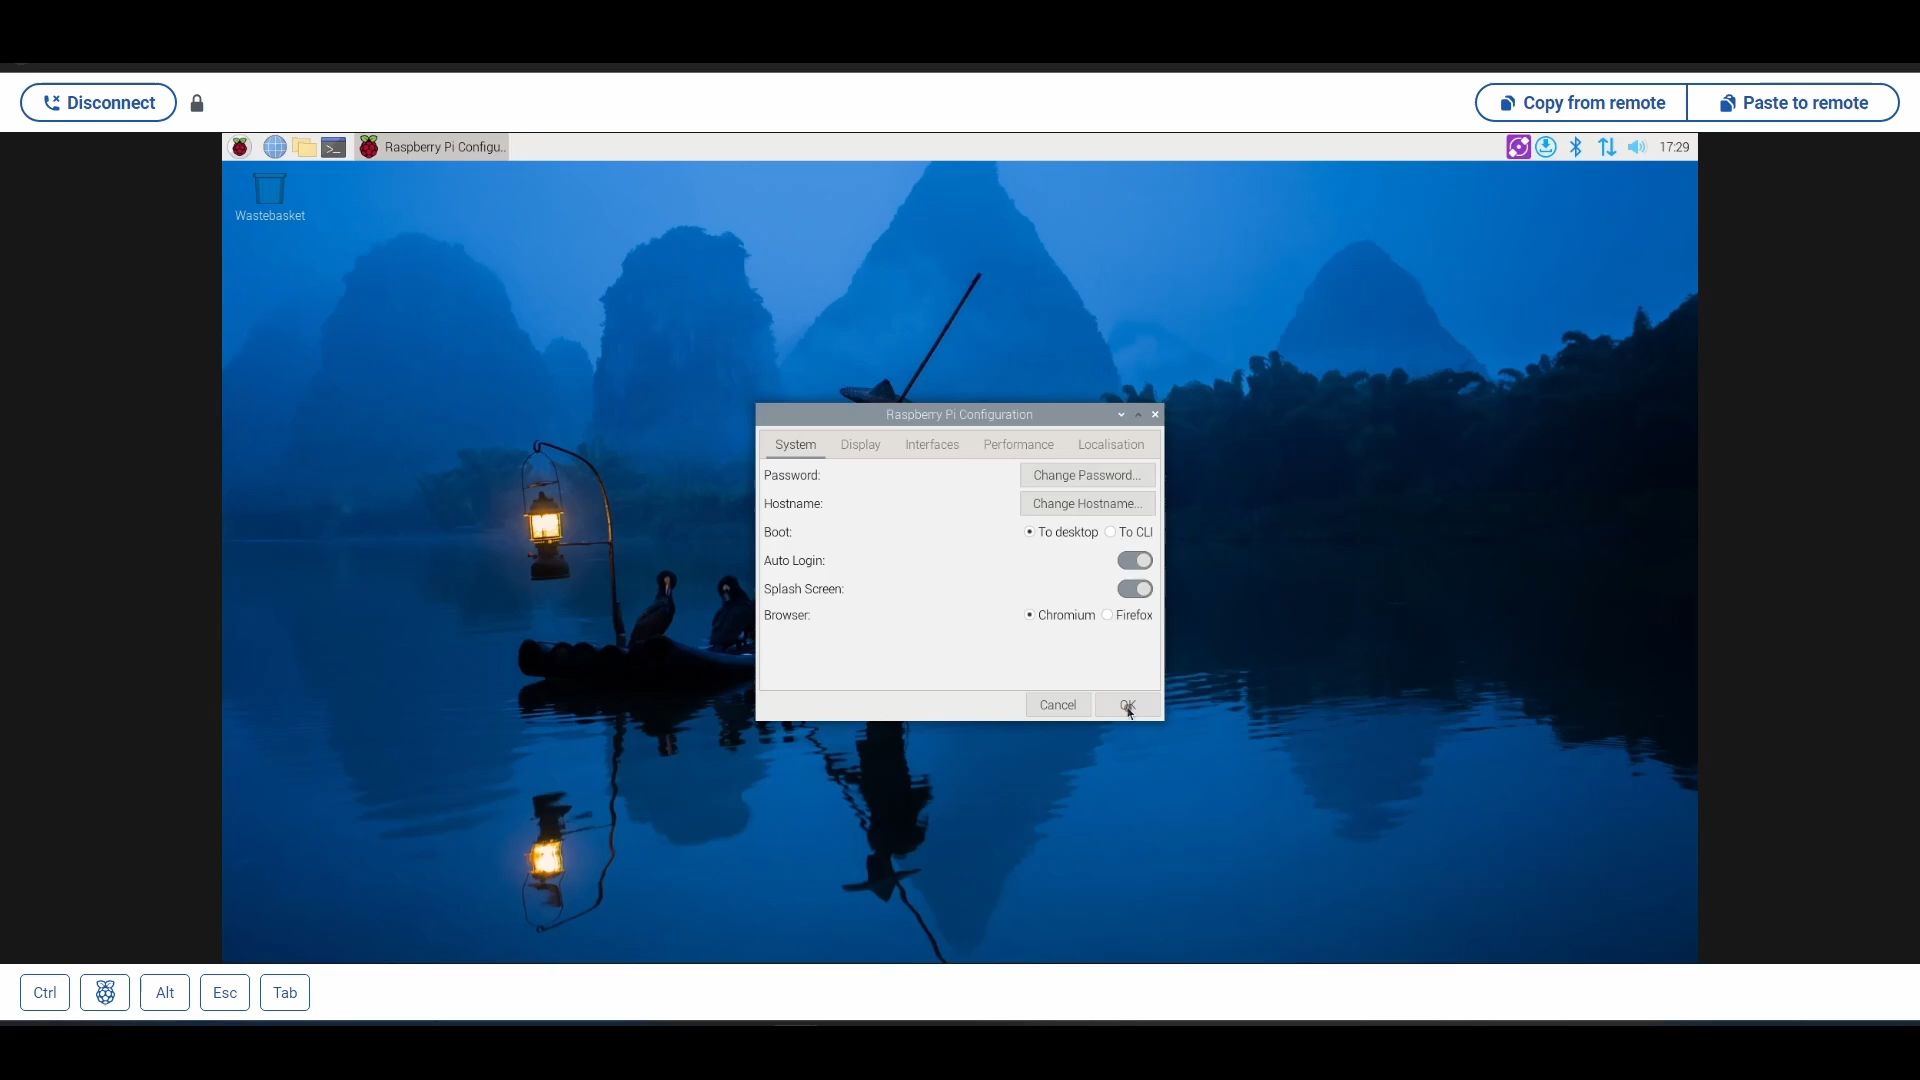 Disconnect
Copy from remote
Paste to remote
Raspberry Pi Configu..
17:29
Wastebasket
Raspberry Pi Configuration
System
Display
Interfaces
Performance
Localisation
Password:
Change Password...
Hostname:
Change Hostname...
Boot:
To desktop
To CLI
Auto Login:
Splash Screen:
Browser:
Chromium
Firefox
Cancel
OK
Ctrl
Alt
Esc
Tab